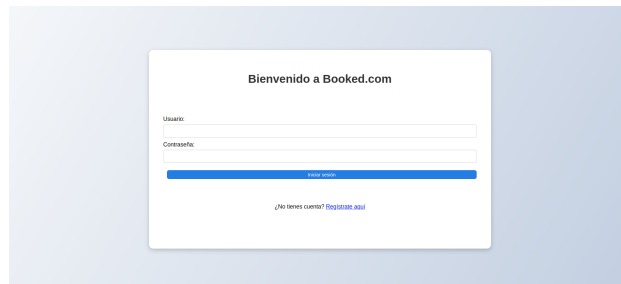 Bienvenido a Booked.com
Usuario:
Contraseña:
Iniciar sesión
¿No tienes cuenta? Regístrate aquí